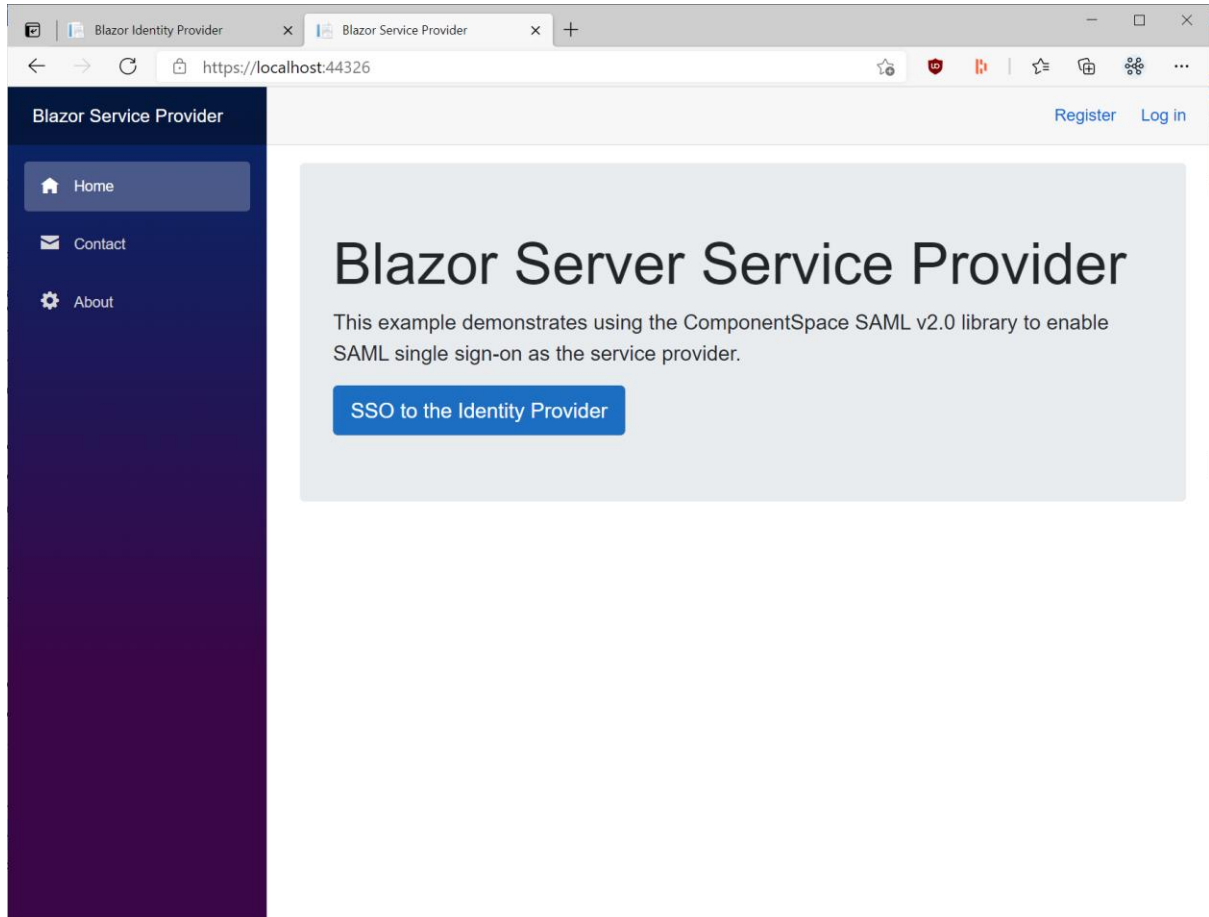 Blazor Identity Provider
Blazor Service Provider
https://localhost:44326
Blazor Service Provider
Register Log in
Home
Contact
About
Blazor Server Service Provider
This example demonstrates using the ComponentSpace SAML v2.0 library to enable
SAML single sign-on as the service provider.
SSO to the Identity Provider